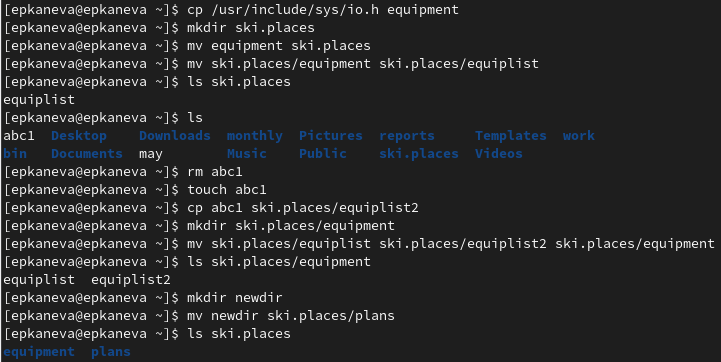 [epkaneva@epkaneva ~]$ cp /usr/include/sys/io.h equipment
[epkaneva@epkaneva ~]$ mkdir ski.places
[epkaneva@epkaneva ~]$ mv equipment ski.places
[epkaneva@epkaneva ~]$ mv ski.places/equipment ski.places/equiplist
[epkaneva@epkaneva ~]$ ls ski.places
equiplist
[epkaneva@epkaneva ~]$ ls
abc1  Desktop    Downloads  monthly  Pictures  reports     Templates  work
bin   Documents  may        Music    Public    ski.places  Videos
[epkaneva@epkaneva ~]$ rm abc1
[epkaneva@epkaneva ~]$ touch abc1
[epkaneva@epkaneva ~]$ cp abc1 ski.places/equiplist2
[epkaneva@epkaneva ~]$ mkdir ski.places/equipment
[epkaneva@epkaneva ~]$ mv ski.places/equiplist ski.places/equiplist2 ski.places/equipment
[epkaneva@epkaneva ~]$ ls ski.places/equipment
equiplist  equiplist2
[epkaneva@epkaneva ~]$ mkdir newdir
[epkaneva@epkaneva ~]$ mv newdir ski.places/plans
[epkaneva@epkaneva ~]$ ls ski.places
equipment  plans